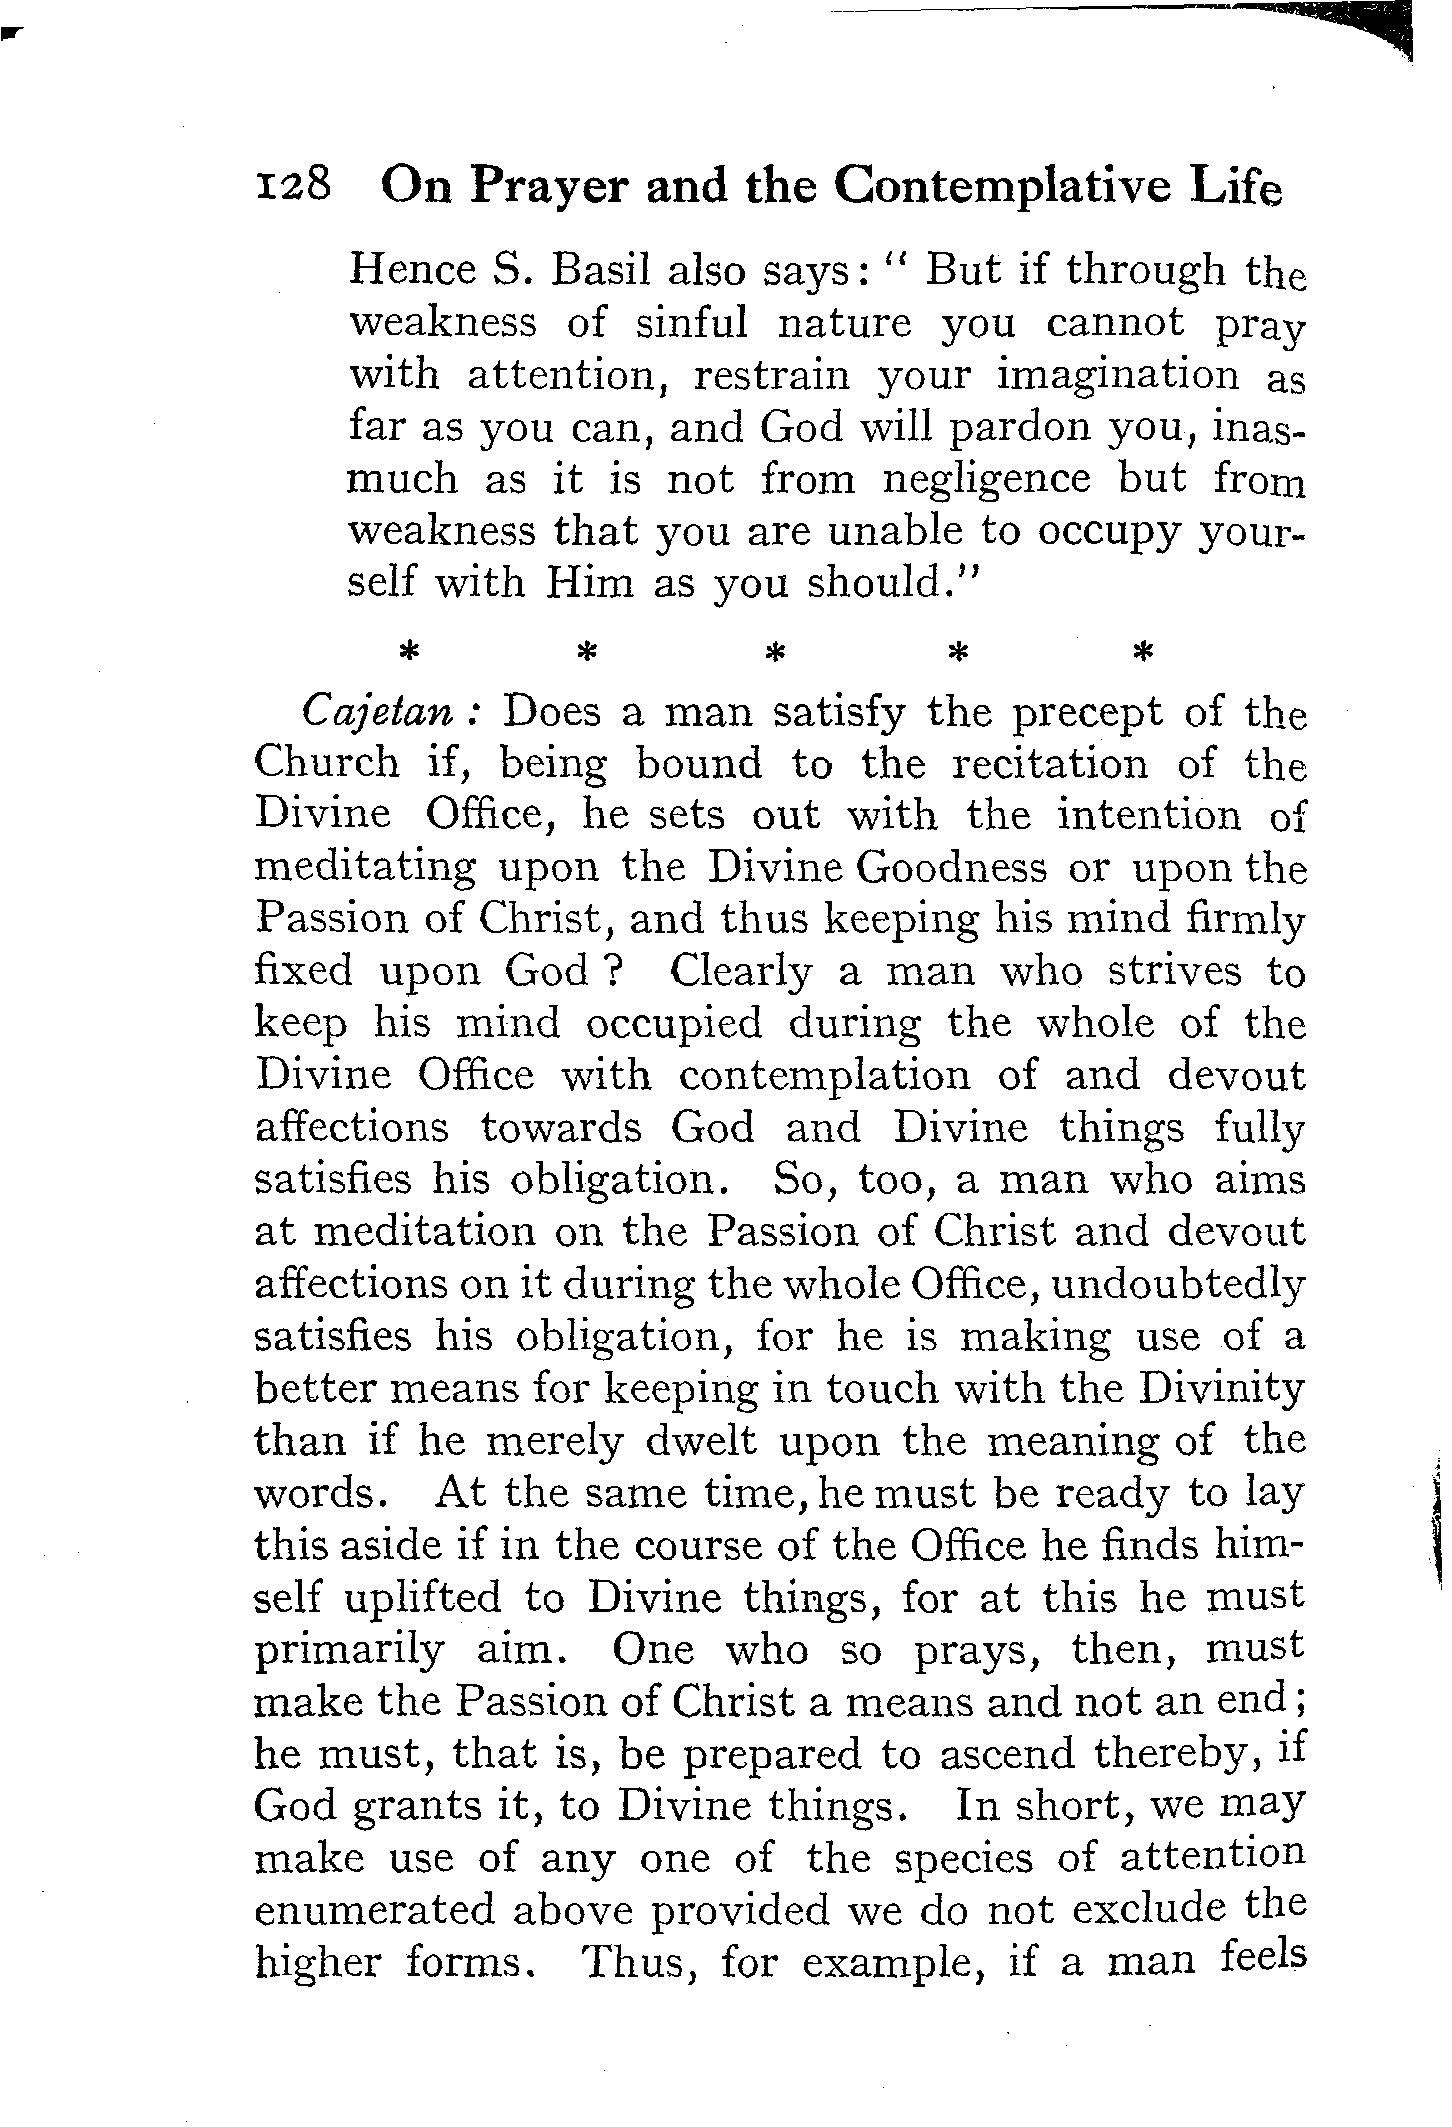 128 On Prayer and the Contemplative Life
Hence S. Basil also says: " But if through the
weakness of sinful nature you cannot pray
with attention, restrain your imagination as
far as you can, and God will pardon you, inas-
much as it is not from negligence but from
weakness that you are unable to occupy your-
self with Him as you should."
* * * * *
Cajetan : Does a man satisfy the precept of the
Church if, being bound to the recitation of the
Divine Office, he sets out with the intention of
meditating upon the Divine Goodness or upon the
Passion of Christ, and thus keeping his mind firmly
fixed upon God ? Clearly a man who strives to
keep his mind occupied during the whole of the
Divine Office with contemplation of and devout
affections towards God and Divine things fully
satisfies his obligation. So, too, a man who aims
at meditation on the Passion of Christ and devout
affections on it during the whole Office, undoubtedly
satisfies his obligation, for he is making use of a
better means for keeping in touch with the Divinity
than if he merely dwelt upon the meaning of the
words. At the same time, he must be ready to lay
this aside if in the course of the Office he finds him-
self uplifted to Divine things, for at this he must
primarily aim. One who so prays, then, must
make the Passion of Christ a means and not an end;
he must, that is, be prepared to ascend thereby, if
God grants it, to Divine things. In short, we may
make use of any one of the species of attention
enumerated above provided we do not exclude the
higher forms. Thus, for example, if a man feels